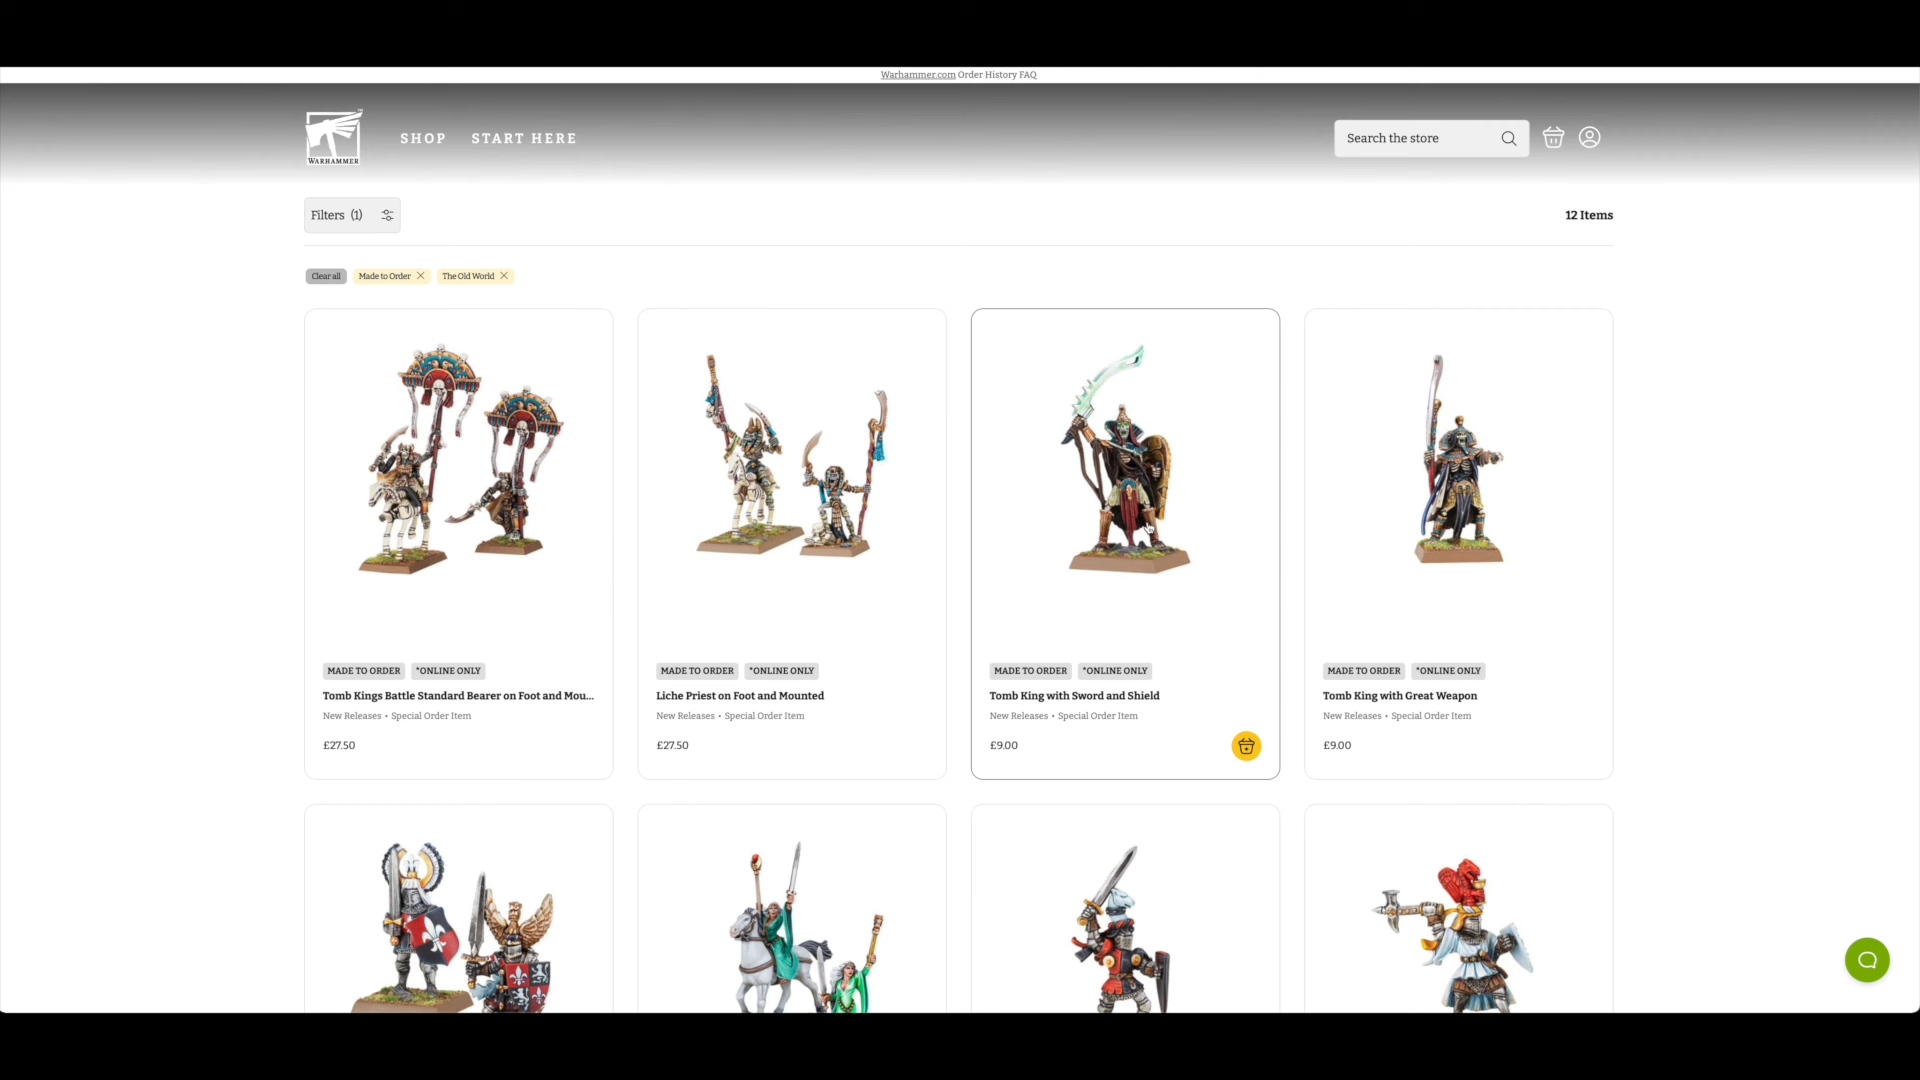 Warhammer.com Order History FAQ
WARHAMMER
TM
SHOP
START HERE
Search the store
Filters (1)
12 Items
Clear all
Made to Order
The Old World
MADE TO ORDER *ONLINE ONLY
Tomb Kings Battle Standard Bearer on Foot and Mou...
New Releases • Special Order Item
£27.50
MADE TO ORDER *ONLINE ONLY
Liche Priest on Foot and Mounted
New Releases • Special Order Item
£27.50
MADE TO ORDER *ONLINE ONLY
Tomb King with Sword and Shield
New Releases • Special Order Item
£9.00
MADE TO ORDER *ONLINE ONLY
Tomb King with Great Weapon
New Releases • Special Order Item
£9.00